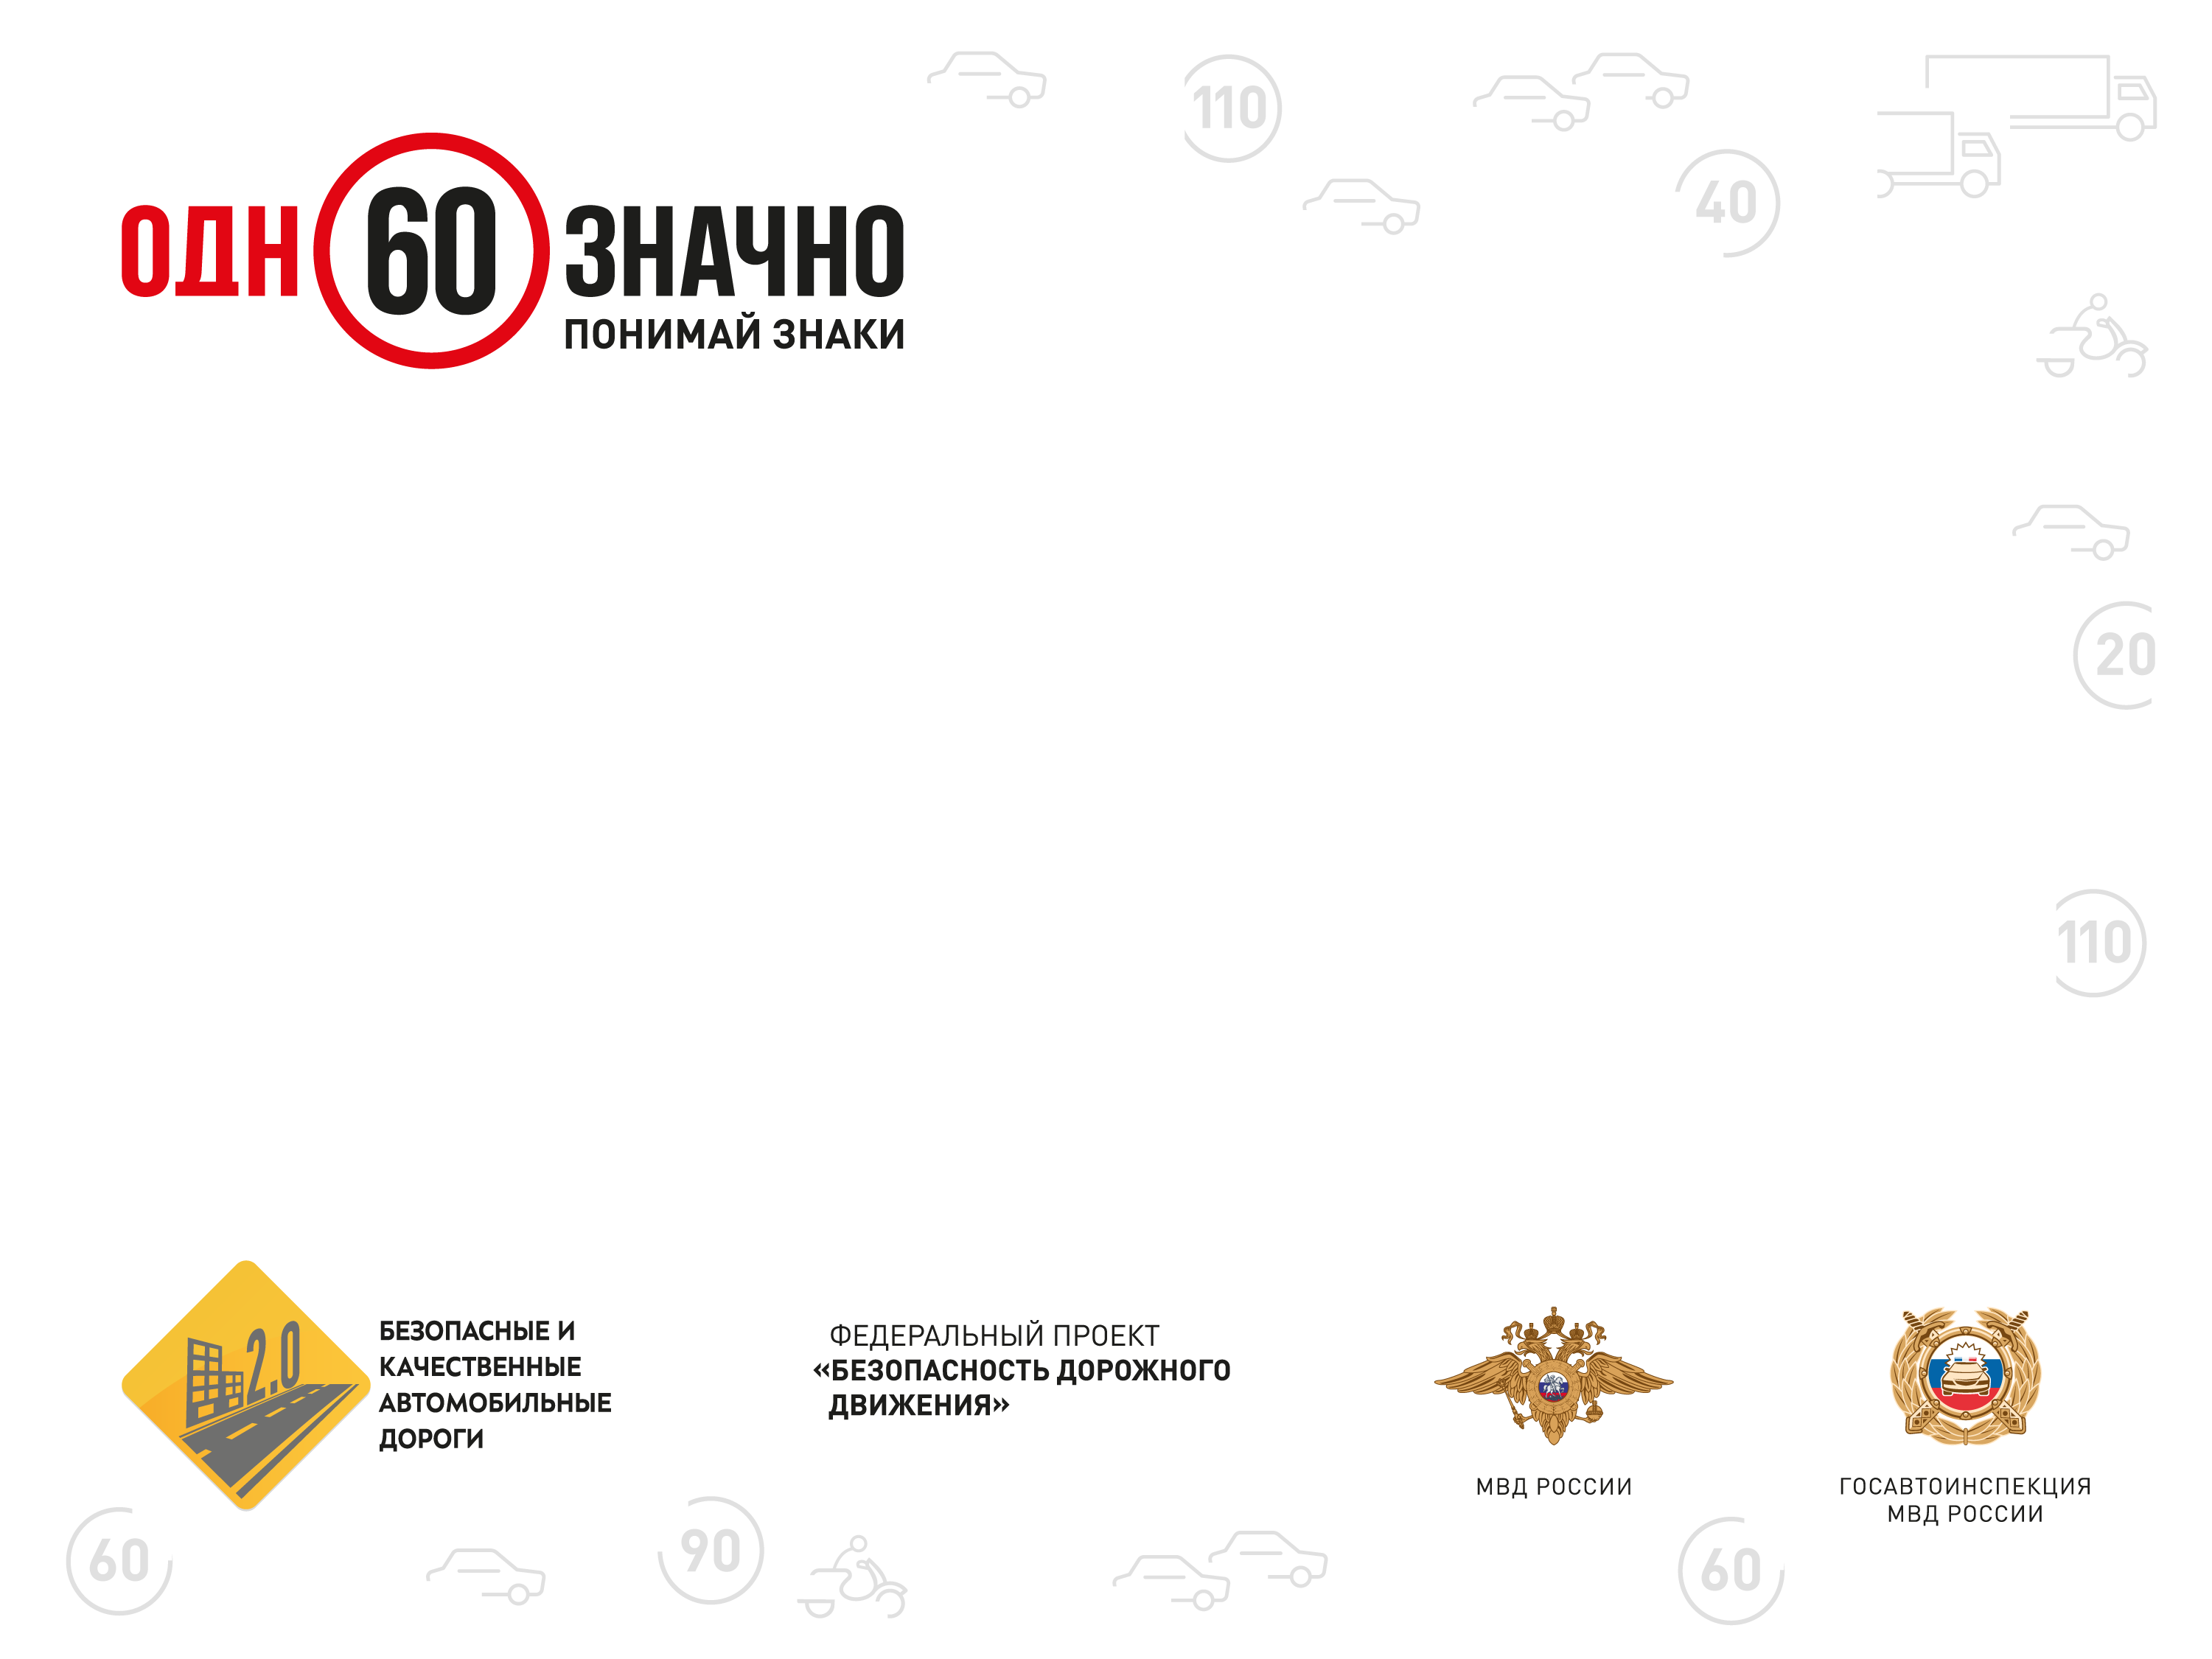 110
40
ОДН60ЗНАЧНО
ПОНИМАЙ ЗНАКИ
20
110
БЕЗОПАСНЫЕ И
КАЧЕСТВЕННЫЕ
АВТОМОБИЛЬНЫЕ
ДОРОГИ
2.0
ФЕДЕРАЛЬНЫЙ ПРОЕКТ
«БЕЗОПАСНОСТЬ ДОРОЖНОГО
ДВИЖЕНИЯ»
МВД РОССИИ
ГОСАВТОИНСПЕКЦИЯ
МВД РОССИИ
60
90
60